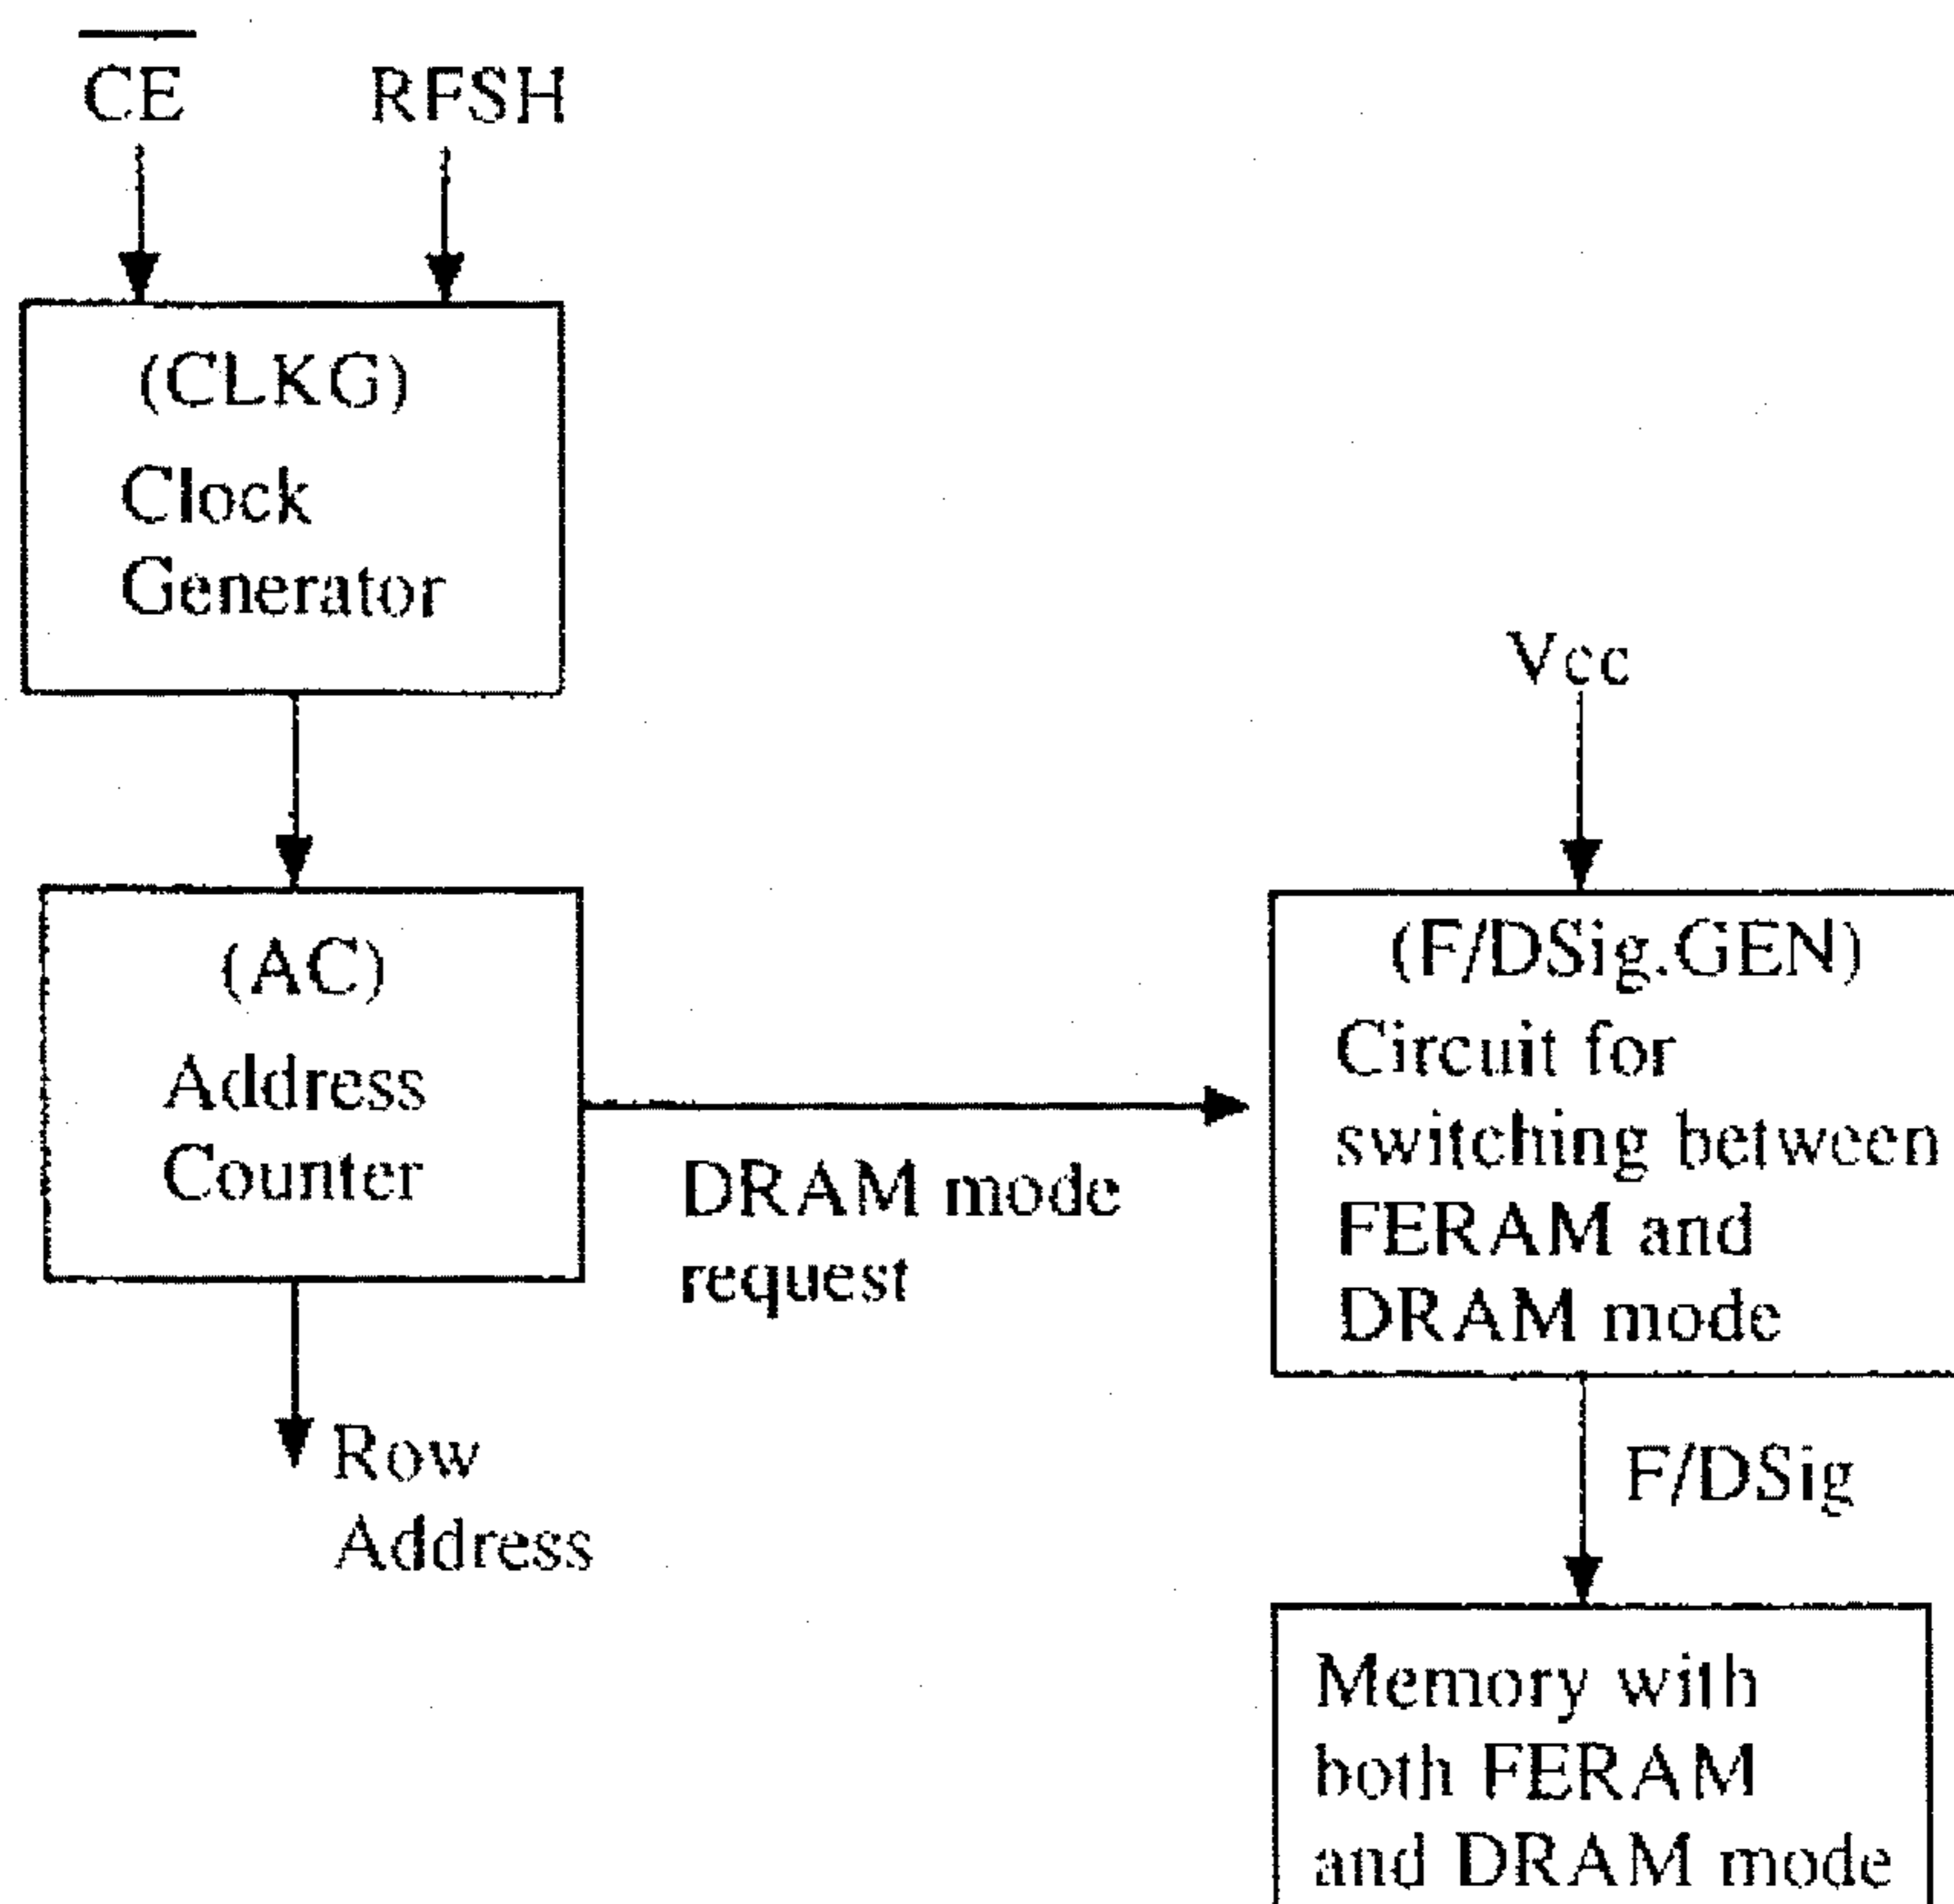 CE RFSH
(CLKG)
Clock
Generator
Vcc
(AC)
Address
Counter
DRAM mode
request
(F/DSig.GEN)
Circuit for
switching between
FERAM and
DRAM mode
Row
Address
F/DSig
Memory with
both FERAM
and DRAM mode